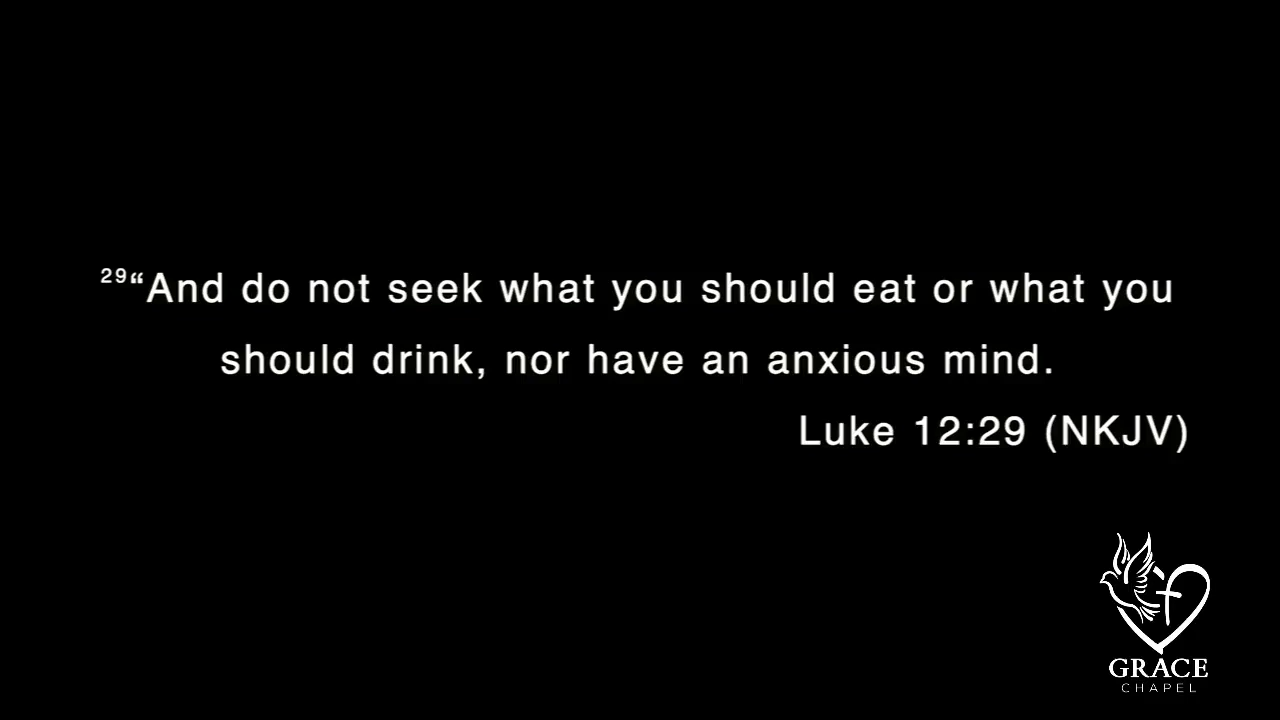 29“And do not seek what you should eat or what you
should drink, nor have an anxious mind.
Luke 12:29 (NKJV)
GRACE
CHAPEL